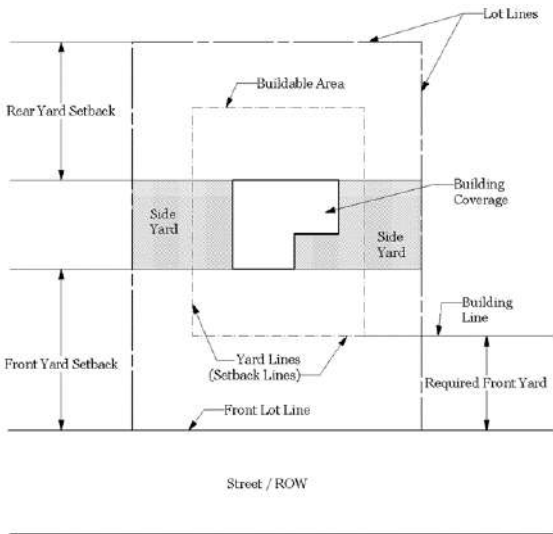 Lot Lines
Buildable Area
Rear Yard Setback
Building
Coverage
Side
Yard
Side
Yard
Building
Line
Front Yard Setback
Yard Lines
(Setback Lines)
Required Front Yard
Front Lot Line
Street / ROW